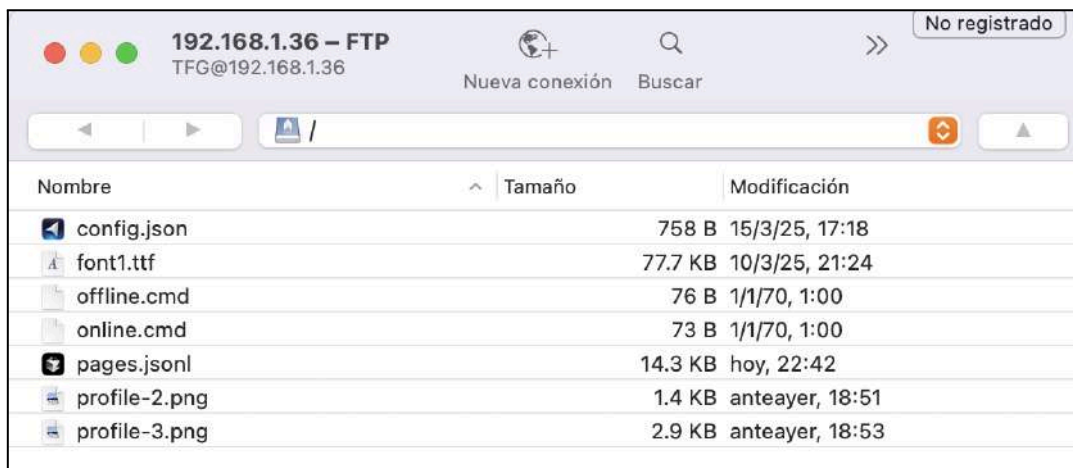 192.168.1.36 – FTP
TFG@192.168.1.36
Nueva conexión
Buscar
No registrado
/
Nombre Tamaño Modificación
config.json 758 B 15/3/25, 17:18
font1.ttf 77.7 KB 10/3/25, 21:24
offline.cmd 76 B 1/1/70, 1:00
online.cmd 73 B 1/1/70, 1:00
pages.jsonl 14.3 KB hoy, 22:42
profile-2.png 1.4 KB anteayer, 18:51
profile-3.png 2.9 KB anteayer, 18:53